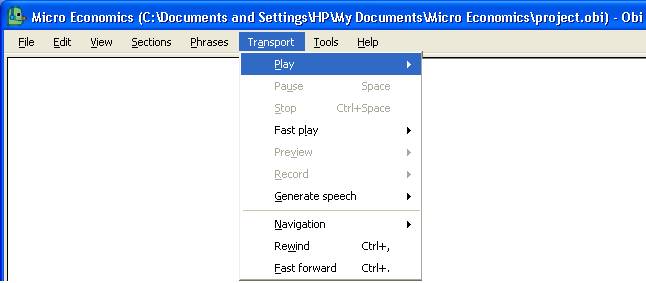 Micro Economics (C:\Documents and Settings\HP\My Documents\Micro Economics\project.obi) - Obi
File Edit View Sections Phrases Transport Tools Help
Play
Pause Space
Stop Ctrl+Space
Fast play
Preview
Record
Generate speech
Navigation
Rewind Ctrl+,
Fast forward Ctrl+.